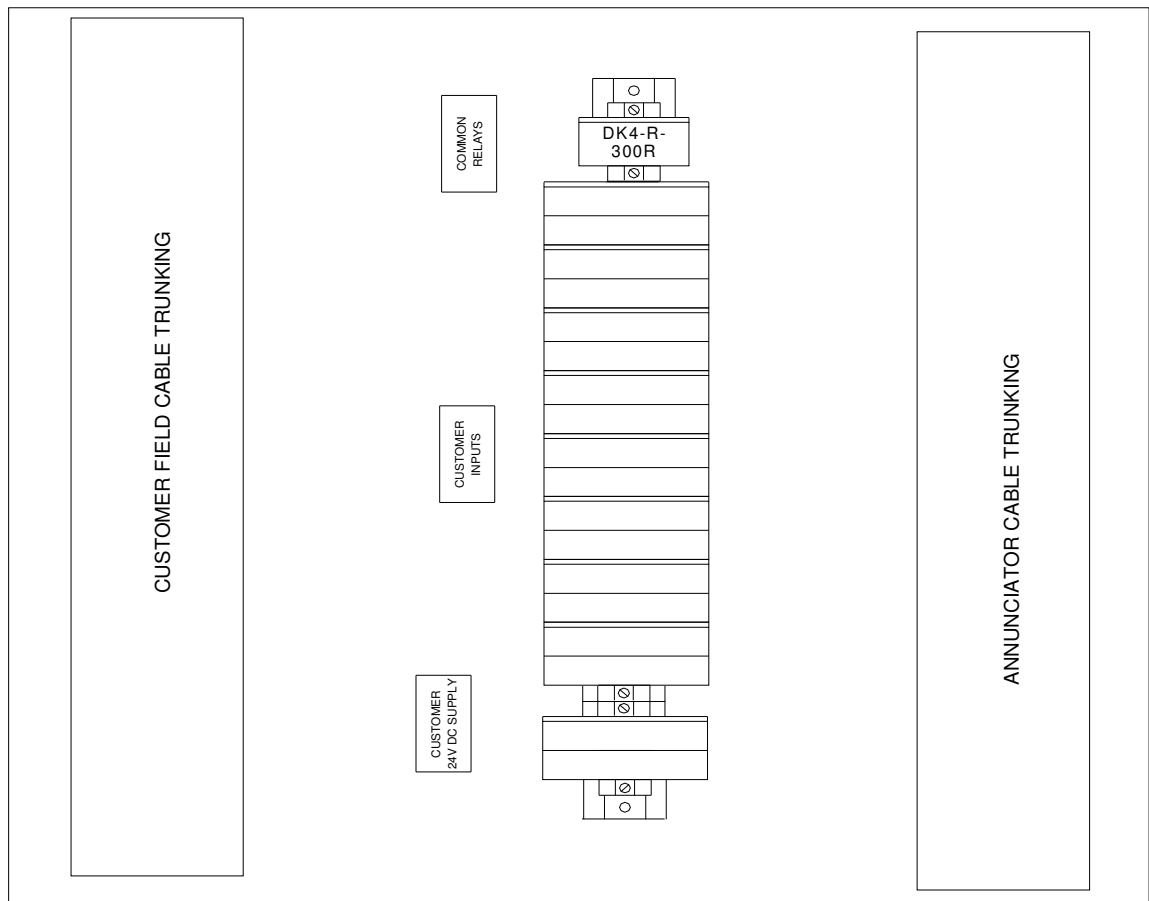 CUSTOMER FIELD CABLE TRUNKING
COMMON
RELAYS
DK4-R-
300R
CUSTOMER
INPUTS
CUSTOMER
24V DC SUPPLY
ANNUNCIATOR CABLE TRUNKING